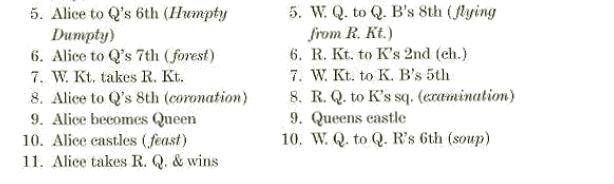 5. Alice to Q's 6th (Humpty
Dumpty)
6. Alice to Q's 7th (forest)
7. W. Kt. takes R. Kt.
8. Alice to Q's 8th (coronation)
9. Alice becomes Queen
10. Alice castles (feast)
11. Alice takes R. Q. & wins
5. W. Q. to Q. B's 8th (flying
from R. Kt.)
6. R. Kt. to K's 2nd (ch.)
7. W. Kt. to K. B's 5th
8. R. Q. to K's sq. (examination)
9. Queens castle
10. W. Q. to Q. R's 6th (soup)